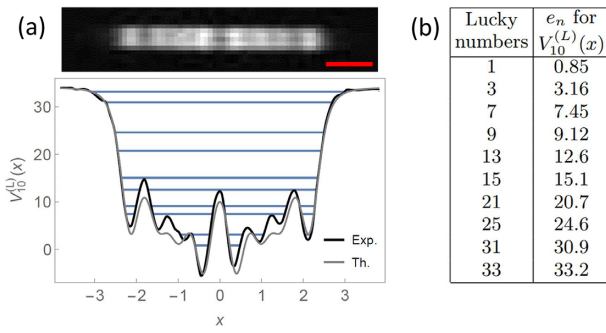 (a)
30
20
10
0
V₁₀⁽ᴸ⁾(x)
Exp.
Th.
−3 −2 −1 0 1 2 3
x
(b)
Lucky numbers eₙ for V₁₀⁽ᴸ⁾(x)
1 0.85
3 3.16
7 7.45
9 9.12
13 12.6
15 15.1
21 20.7
25 24.6
31 30.9
33 33.2